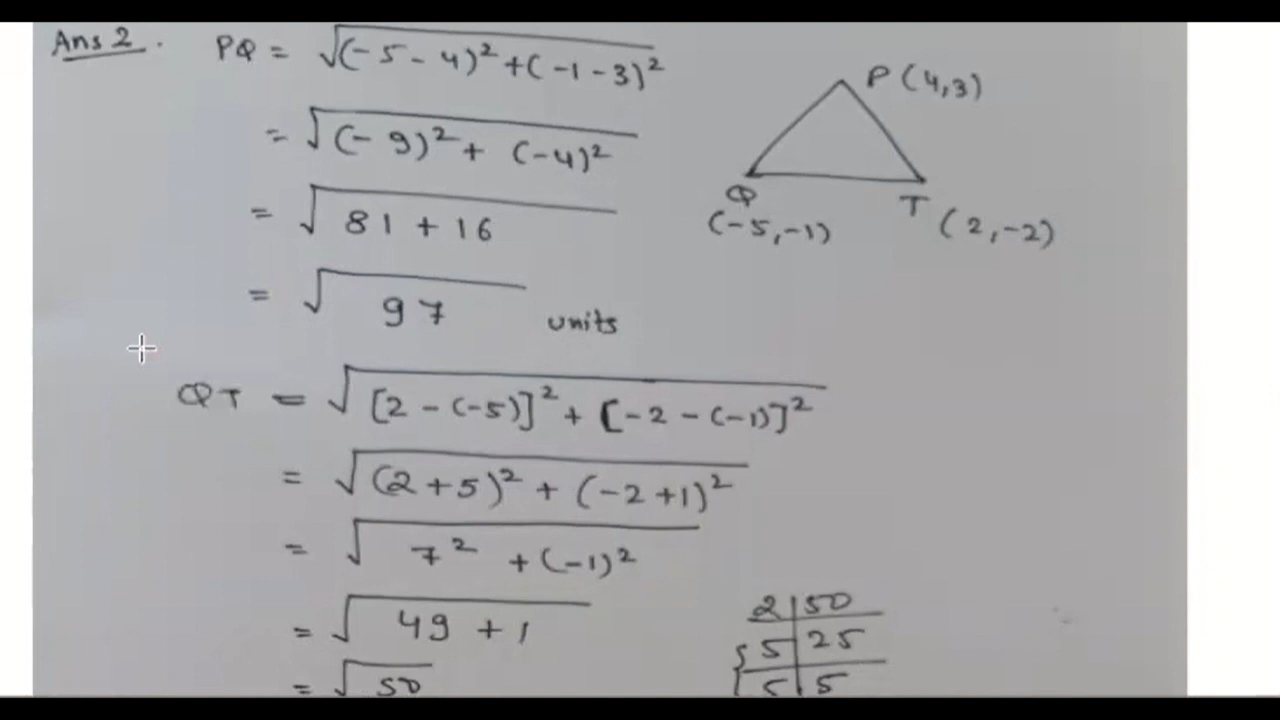 Ans 2. PQ = √(-5-4)²+(-1-3)²
= √(-9)²+(-4)²
= √81+16
= √97 units
P(4,3)
Q T
(-5,-1) (2,-2)
QT = √[2-(-5)]²+[-2-(-1)]²
= √(2+5)²+(-2+1)²
= √7²+(-1)²
= √49+1
= √50
2|50
5|25
5|5